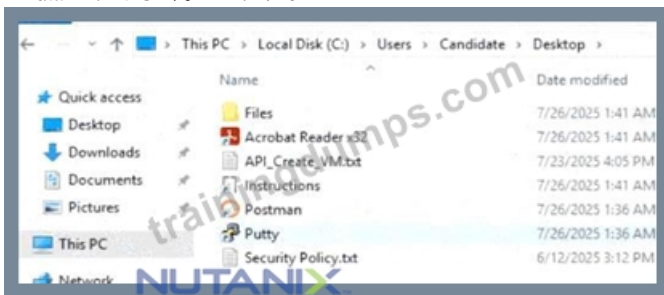 This PC > Local Disk (C:) > Users > Candidate > Desktop >
Name Date modified
Quick access
Desktop
Downloads
Documents
Pictures
This PC
Network
Files 7/26/2025 1:41 AM
Acrobat Reader x32 7/26/2025 1:41 AM
API_Create_VM.txt 7/23/2025 4:05 PM
Instructions 7/26/2025 1:41 AM
Postman 7/26/2025 1:36 AM
Putty 7/26/2025 1:36 AM
Security Policy.txt 6/12/2025 3:12 PM
trainingdumps.com
NUTANIX